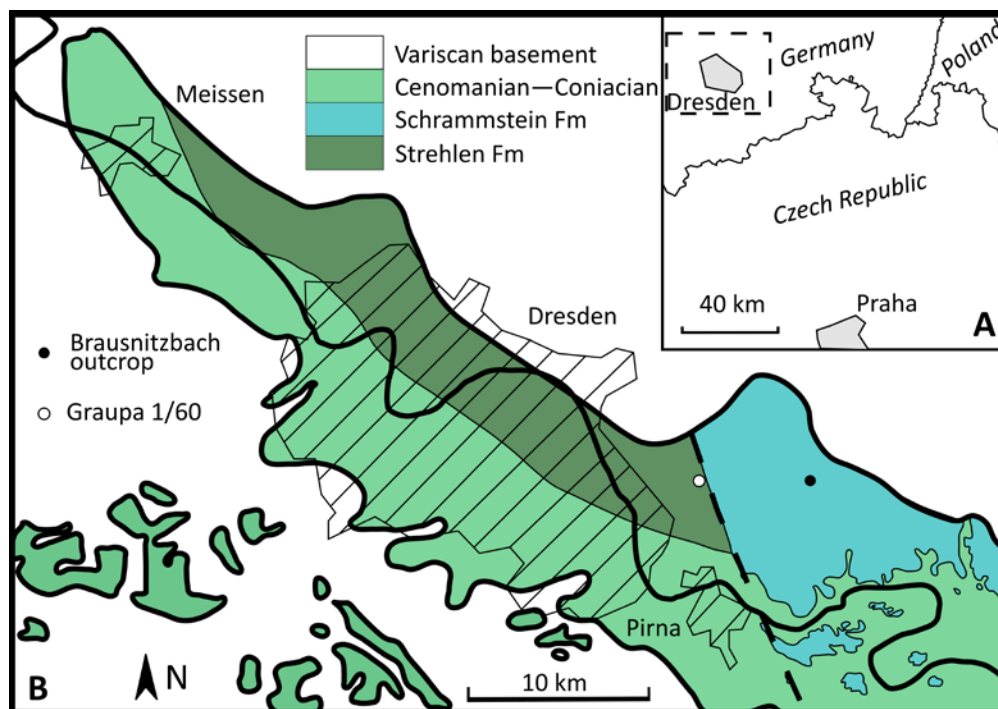 Variscan basement
Cenomanian—Coniacian
Schrammstein Fm
Strehlen Fm
Meissen
Dresden
Brausnitzbach
outcrop
Graupa 1/60
Pirna
B
N
10 km
Germany
Poland
Dresden
Czech Republic
40 km
Praha
A